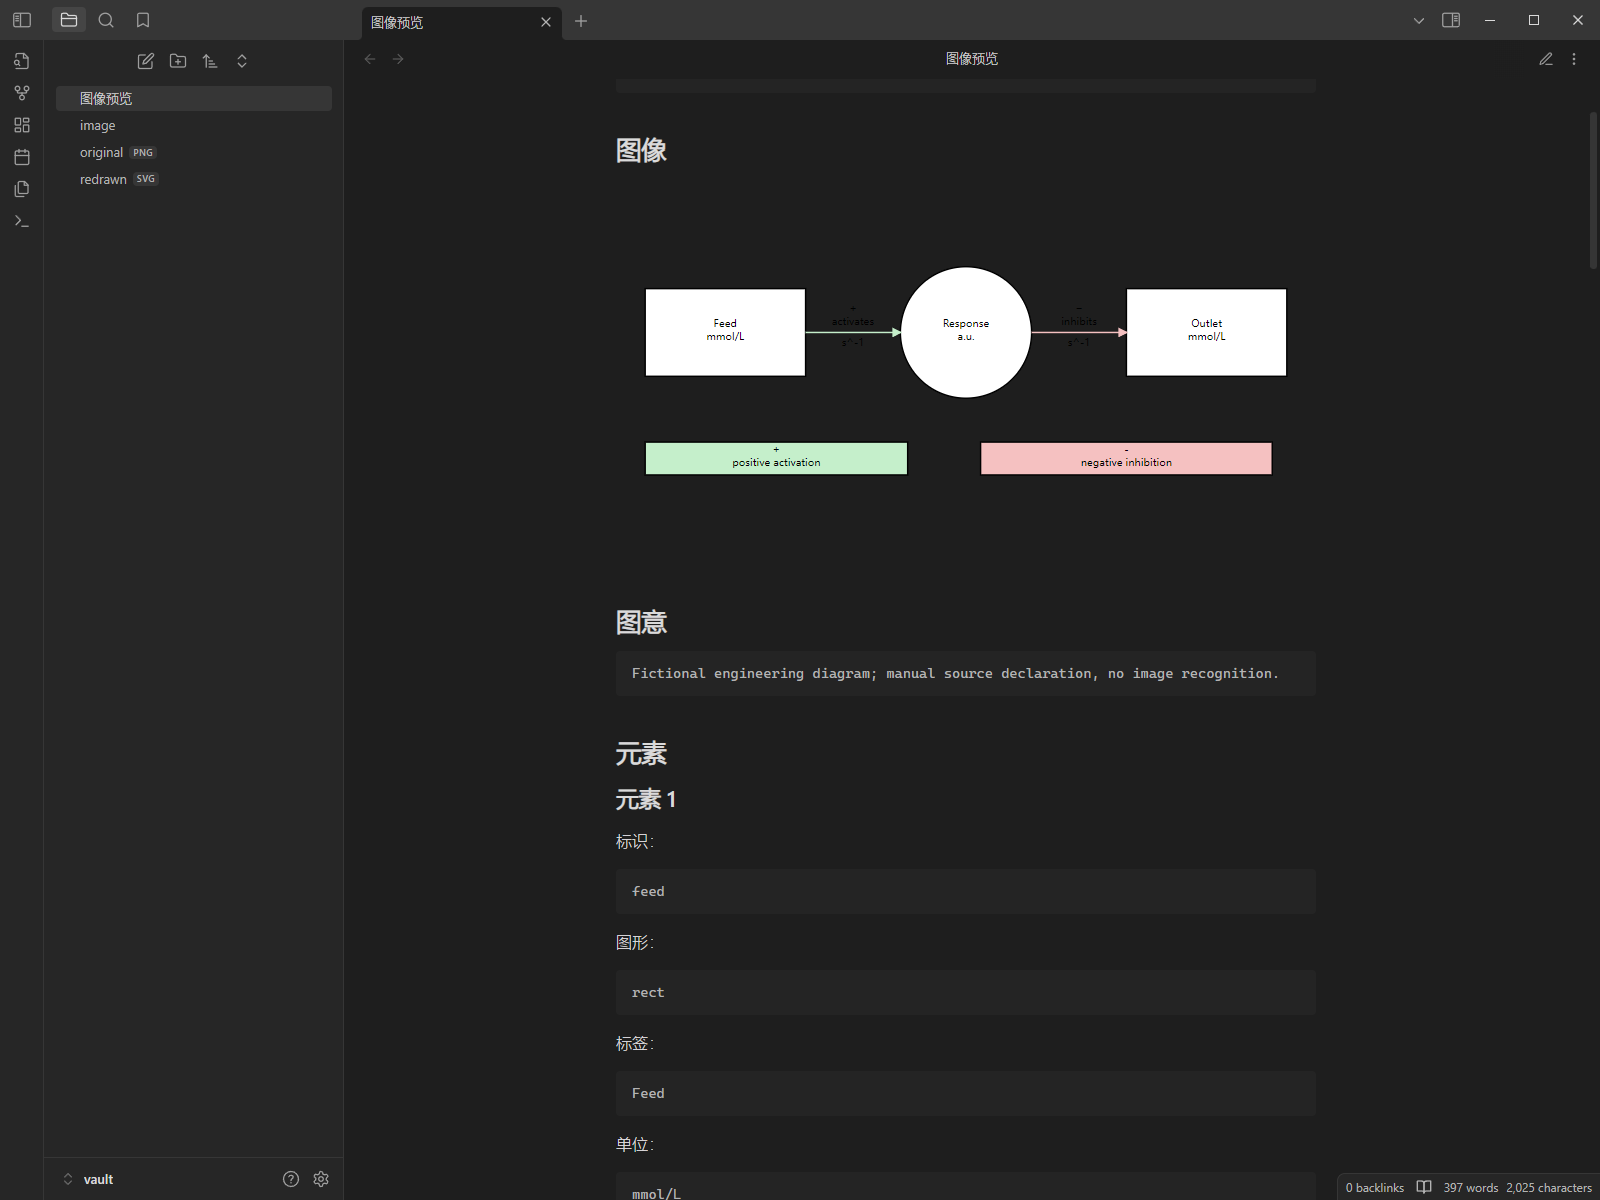 图像预览
图像预览
图像预览
image
original PNG
redrawn SVG
图像
Feed
mmol/L
+
activates
s^-1
Response
a.u.
−
inhibits
s^-1
Outlet
mmol/L
+
positive activation
-
negative inhibition
图意
Fictional engineering diagram; manual source declaration, no image recognition.
元素
元素 1
标识：
feed
图形：
rect
标签：
Feed
单位：
mmol/L
vault
0 backlinks 397 words 2,025 characters